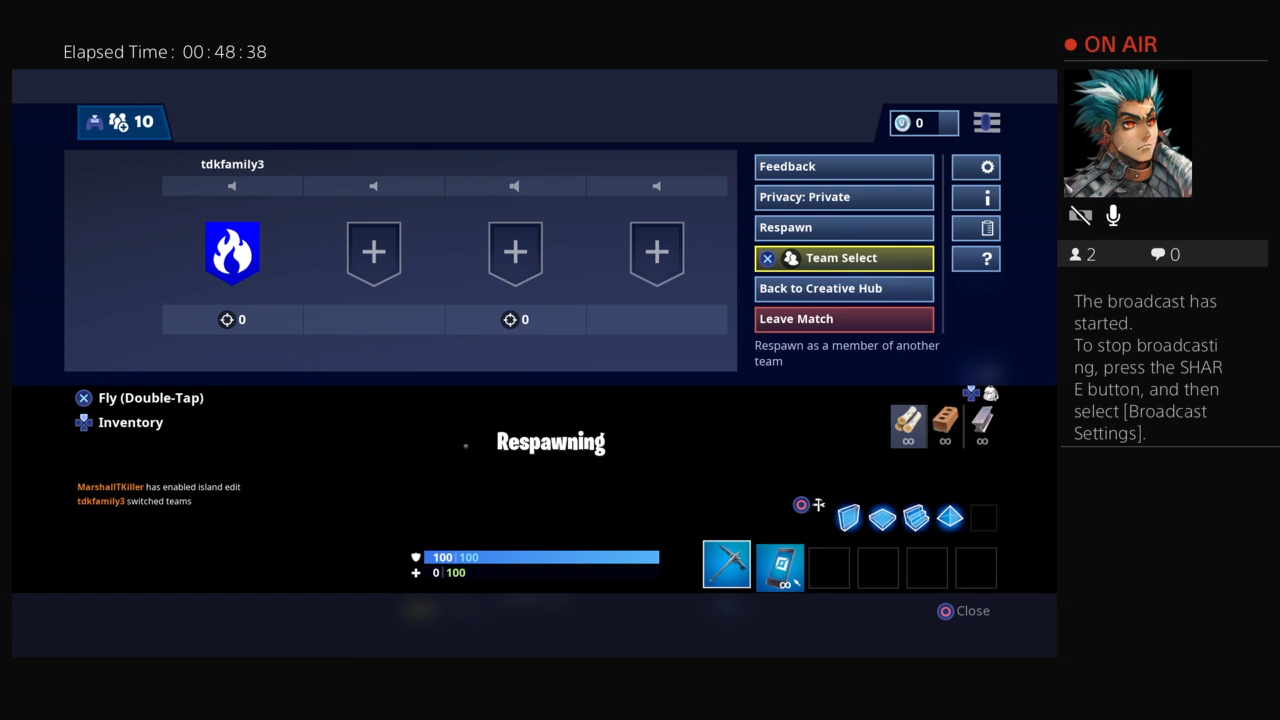 Elapsed Time: 00:48:38
ON AIR
10
0
tdkfamily3
Feedback
Privacy: Private
Respawn
Team Select
Back to Creative Hub
Leave Match
Respawn as a member of another
team
0
0
i
?
2
0
The broadcast has
started.
To stop broadcasti
ng, press the SHAR
E button, and then
select [Broadcast
Settings].
Fly (Double-Tap)
Inventory
Respawning
∞
∞
∞
MarshallTKiller has enabled island edit
tdkfamily3 switched teams
100|100
0|100
∞
Close